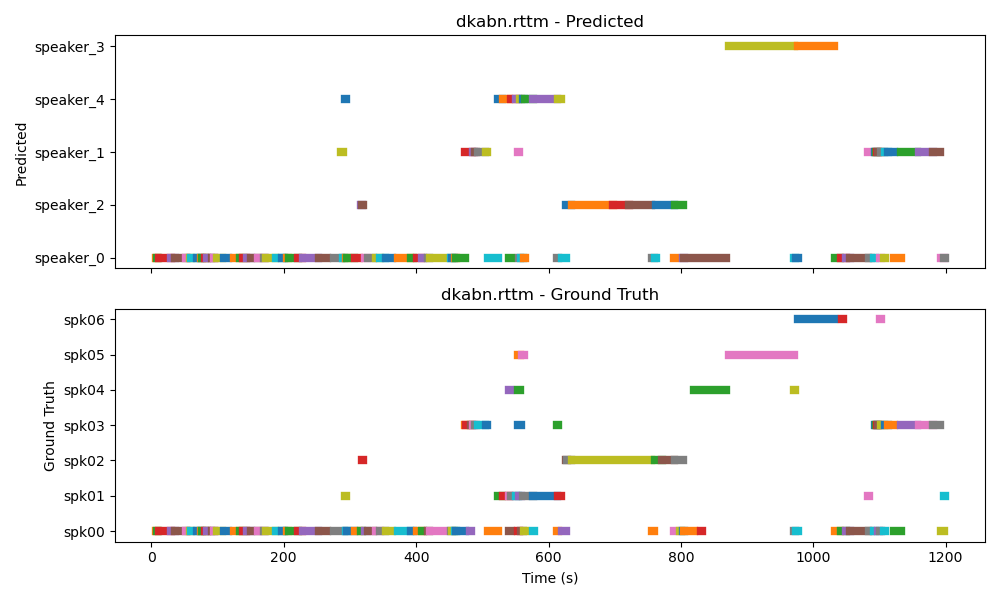 dkabn.rttm - Predicted
speaker_3
speaker_4
speaker_1
speaker_2
speaker_0
Predicted
dkabn.rttm - Ground Truth
spk06
spk05
spk04
spk03
spk02
spk01
spk00
Ground Truth
0 200 400 600 800 1000 1200
Time (s)